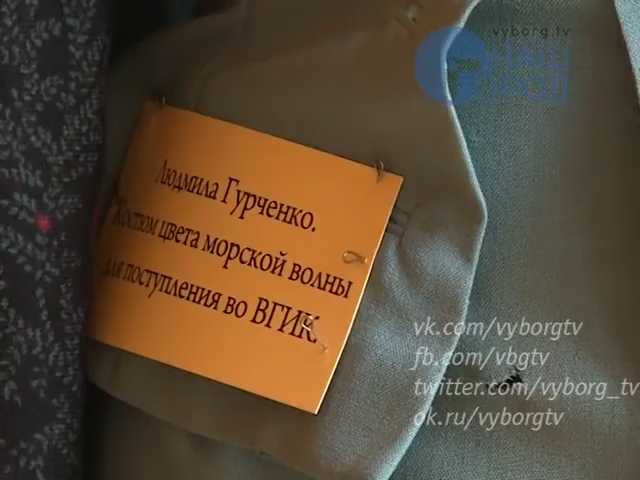 vyborg.tv
Людмила Гурченко.
Костюм цвета морской волны
для поступления во ВГИК.
vk.com/vyborgtv
fb.com/vbgtv
twitter.com/vyborg_tv
ok.ru/vyborgtv